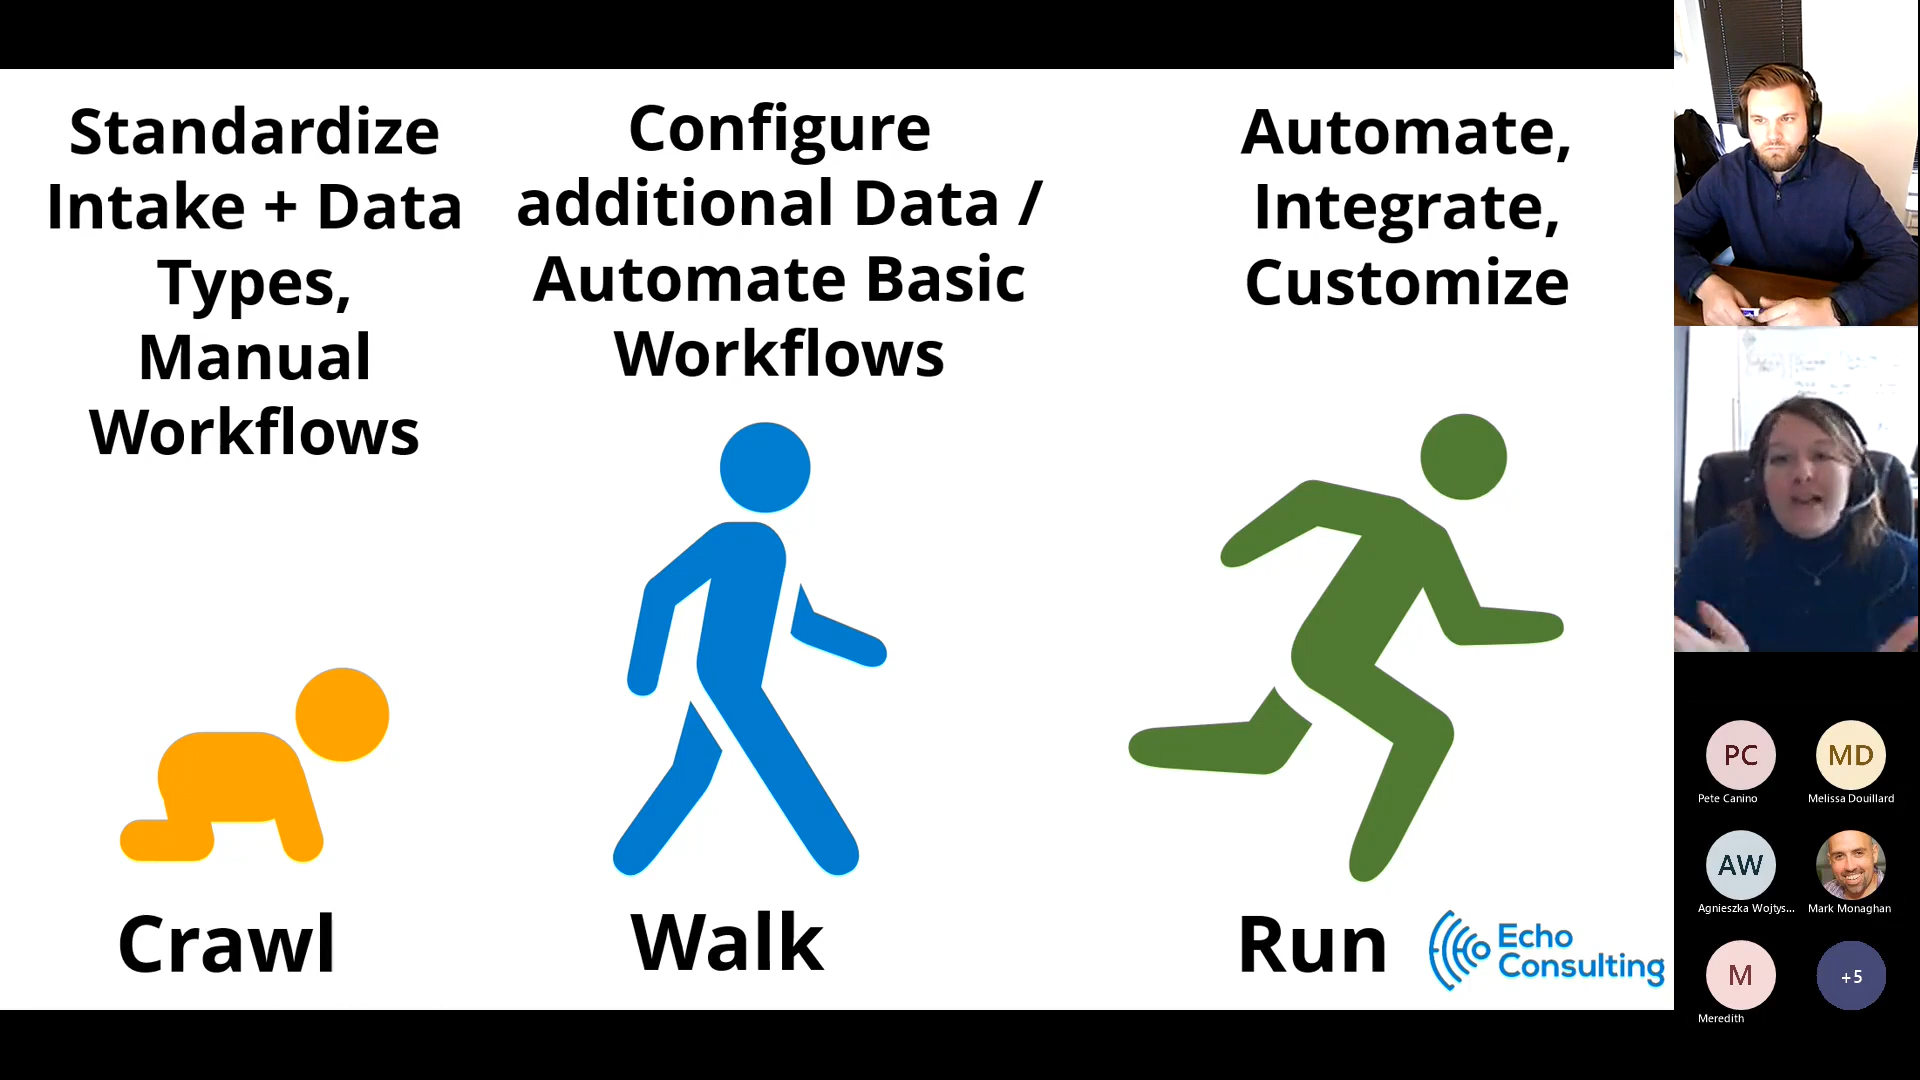 Standardize
Intake + Data
Types,
Manual
Workflows
Configure
additional Data /
Automate Basic
Workflows
Automate,
Integrate,
Customize
Crawl
Walk
Run
Echo
Consulting
PC
Pete Canino
MD
Melissa Douillard
AW
Agnieszka Wojtys...
Mark Monaghan
M
Meredith
+5